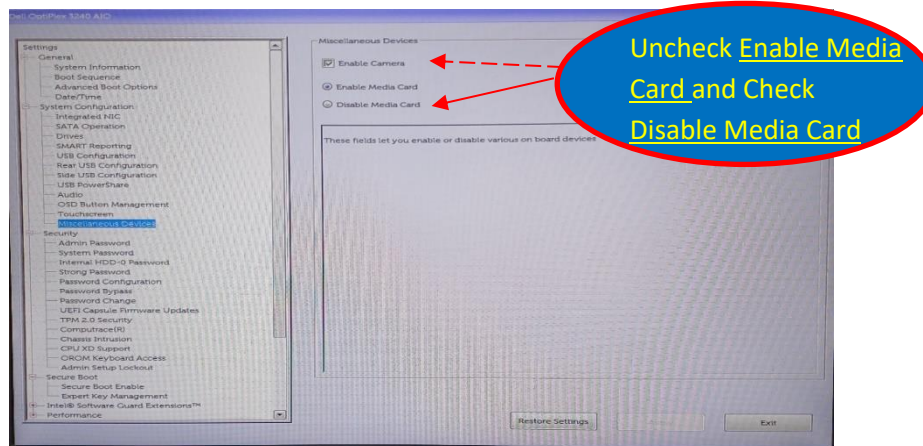 Dell OptiPlex 3240 AIO
Settings
General
System Information
Boot Sequence
Advanced Boot Options
Date/Time
System Configuration
Integrated NIC
SATA Operation
Drives
SMART Reporting
USB Configuration
Rear USB Configuration
Side USB Configuration
USB PowerShare
Audio
OSD Button Management
Touchscreen
Miscellaneous Devices
Security
Admin Password
System Password
Internal HDD-0 Password
Strong Password
Password Configuration
Password Bypass
Password Change
UEFI Capsule Firmware Updates
TPM 2.0 Security
Computrace(R)
Chassis Intrusion
CPU XD Support
OROM Keyboard Access
Admin Setup Lockout
Secure Boot
Secure Boot Enable
Expert Key Management
Intel® Software Guard Extensions™
Performance
Miscellaneous Devices
Enable Camera
Enable Media Card
Disable Media Card
These fields let you enable or disable various on board devices
Restore Settings
Exit
Uncheck Enable Media
Card and Check
Disable Media Card